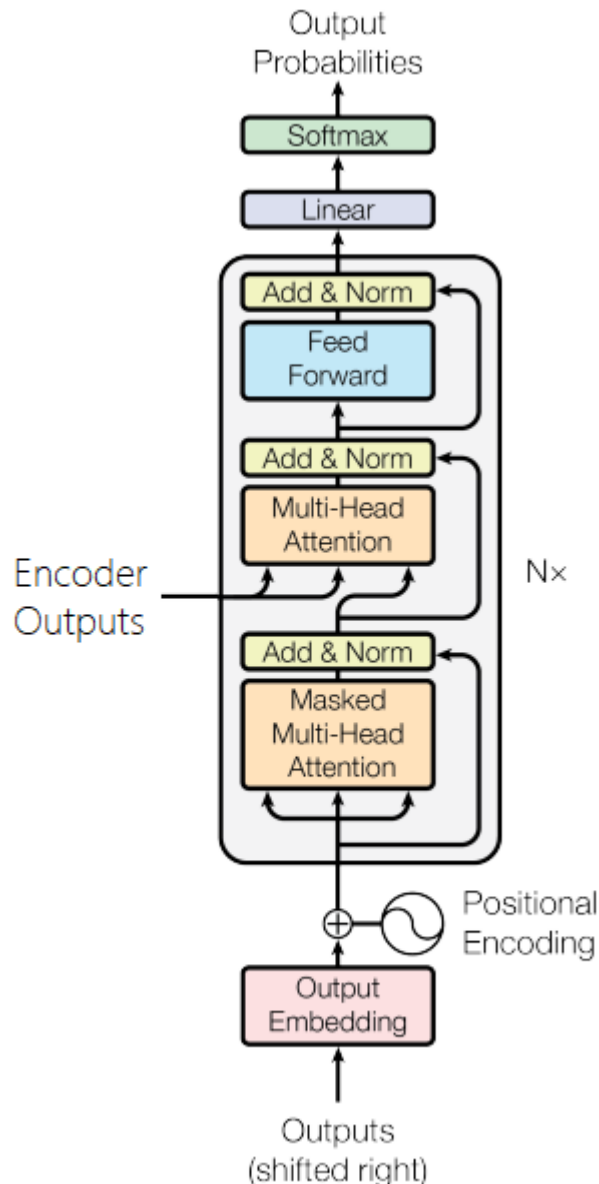 Output
Probabilities
Softmax
Linear
Add & Norm
Feed
Forward
Add & Norm
Multi-Head
Attention
Encoder
Outputs
N×
Add & Norm
Masked
Multi-Head
Attention
Positional
Encoding
Output
Embedding
Outputs
(shifted right)